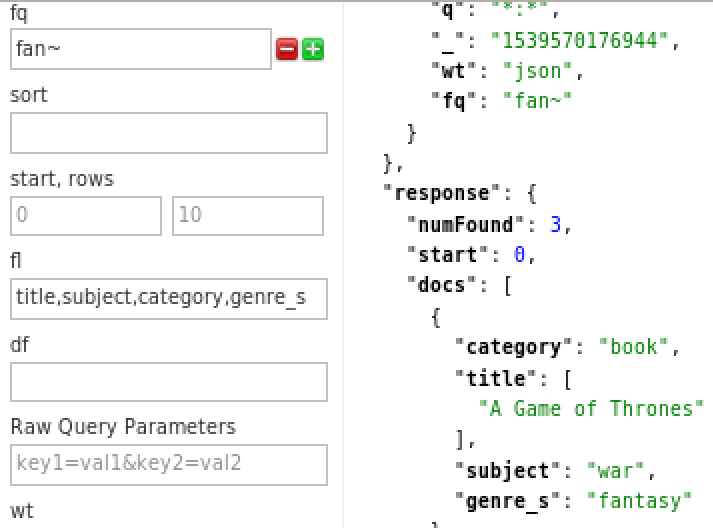 fq
fan~
sort
start, rows
0 10
fl
title,subject,category,genre_s
df
Raw Query Parameters
key1=val1&key2=val2
wt
"q": "*:*",
"_": "1539570176944",
"wt": "json",
"fq": "fan~"
}
},
"response": {
"numFound": 3,
"start": 0,
"docs": [
{
"category": "book",
"title": [
"A Game of Thrones"
],
"subject": "war",
"genre_s": "fantasy"
}